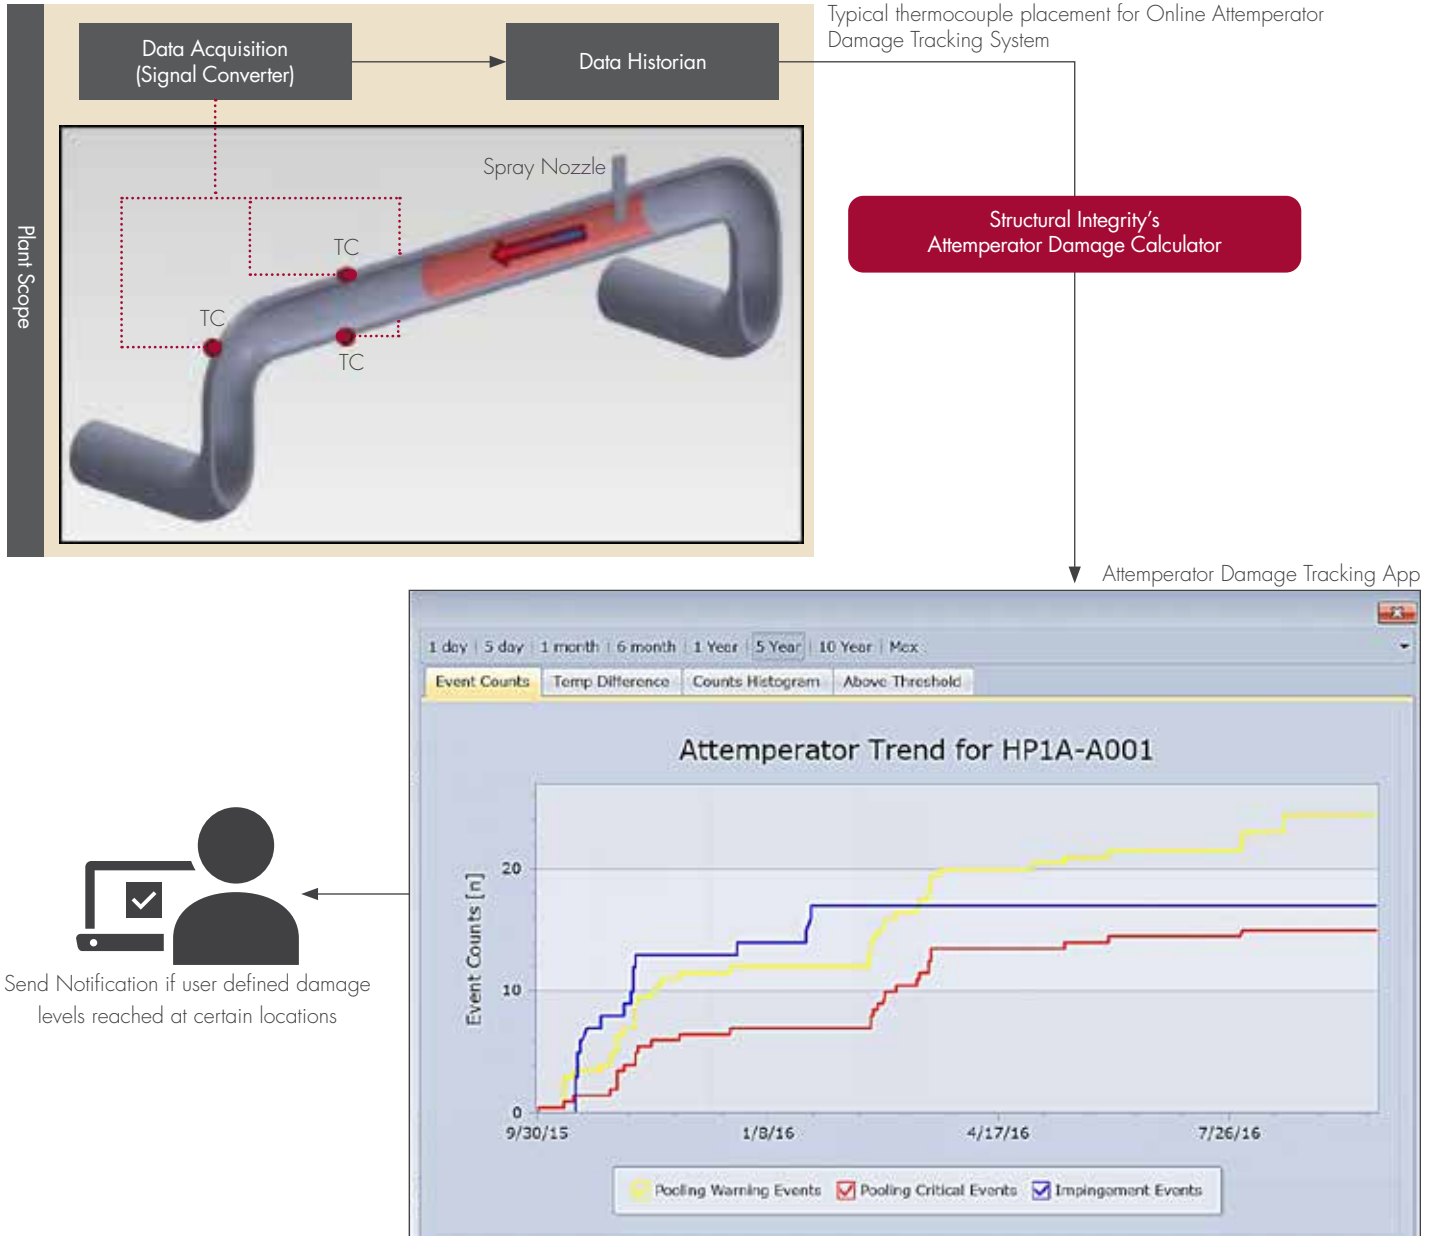 Typical thermocouple placement for Online Attemperator
Damage Tracking System
Data Acquisition
(Signal Converter)
Data Historian
Plant Scope
Spray Nozzle
TC
TC
TC
Structural Integrity's
Attemperator Damage Calculator
Attemperator Damage Tracking App
1 day 5 day 1 month 6 month 1 Year 5 Year 10 Year Max
Event Counts Temp Difference Counts Histogram Above Threshold
Attemperator Trend for HP1A-A001
Event Counts [n]
20
10
0
9/30/15 1/8/16 4/17/16 7/26/16
Pooling Warning Events Pooling Critical Events Impingement Events
Send Notification if user defined damage
levels reached at certain locations